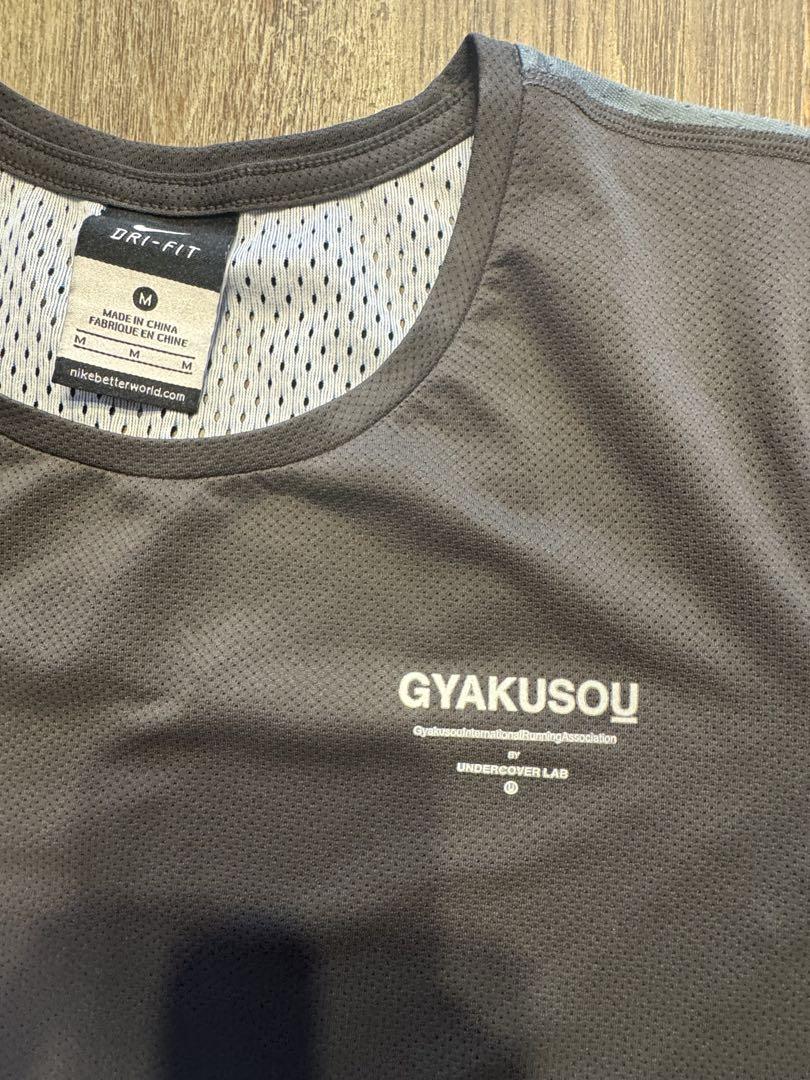 DRI-FIT
M
MADE IN CHINA
FABRIQUE EN CHINE
M M M
nikebetterworld.com
GYAKUSOU
GyakusouInternationalRunningAssociation
BY
UNDERCOVER LAB
U